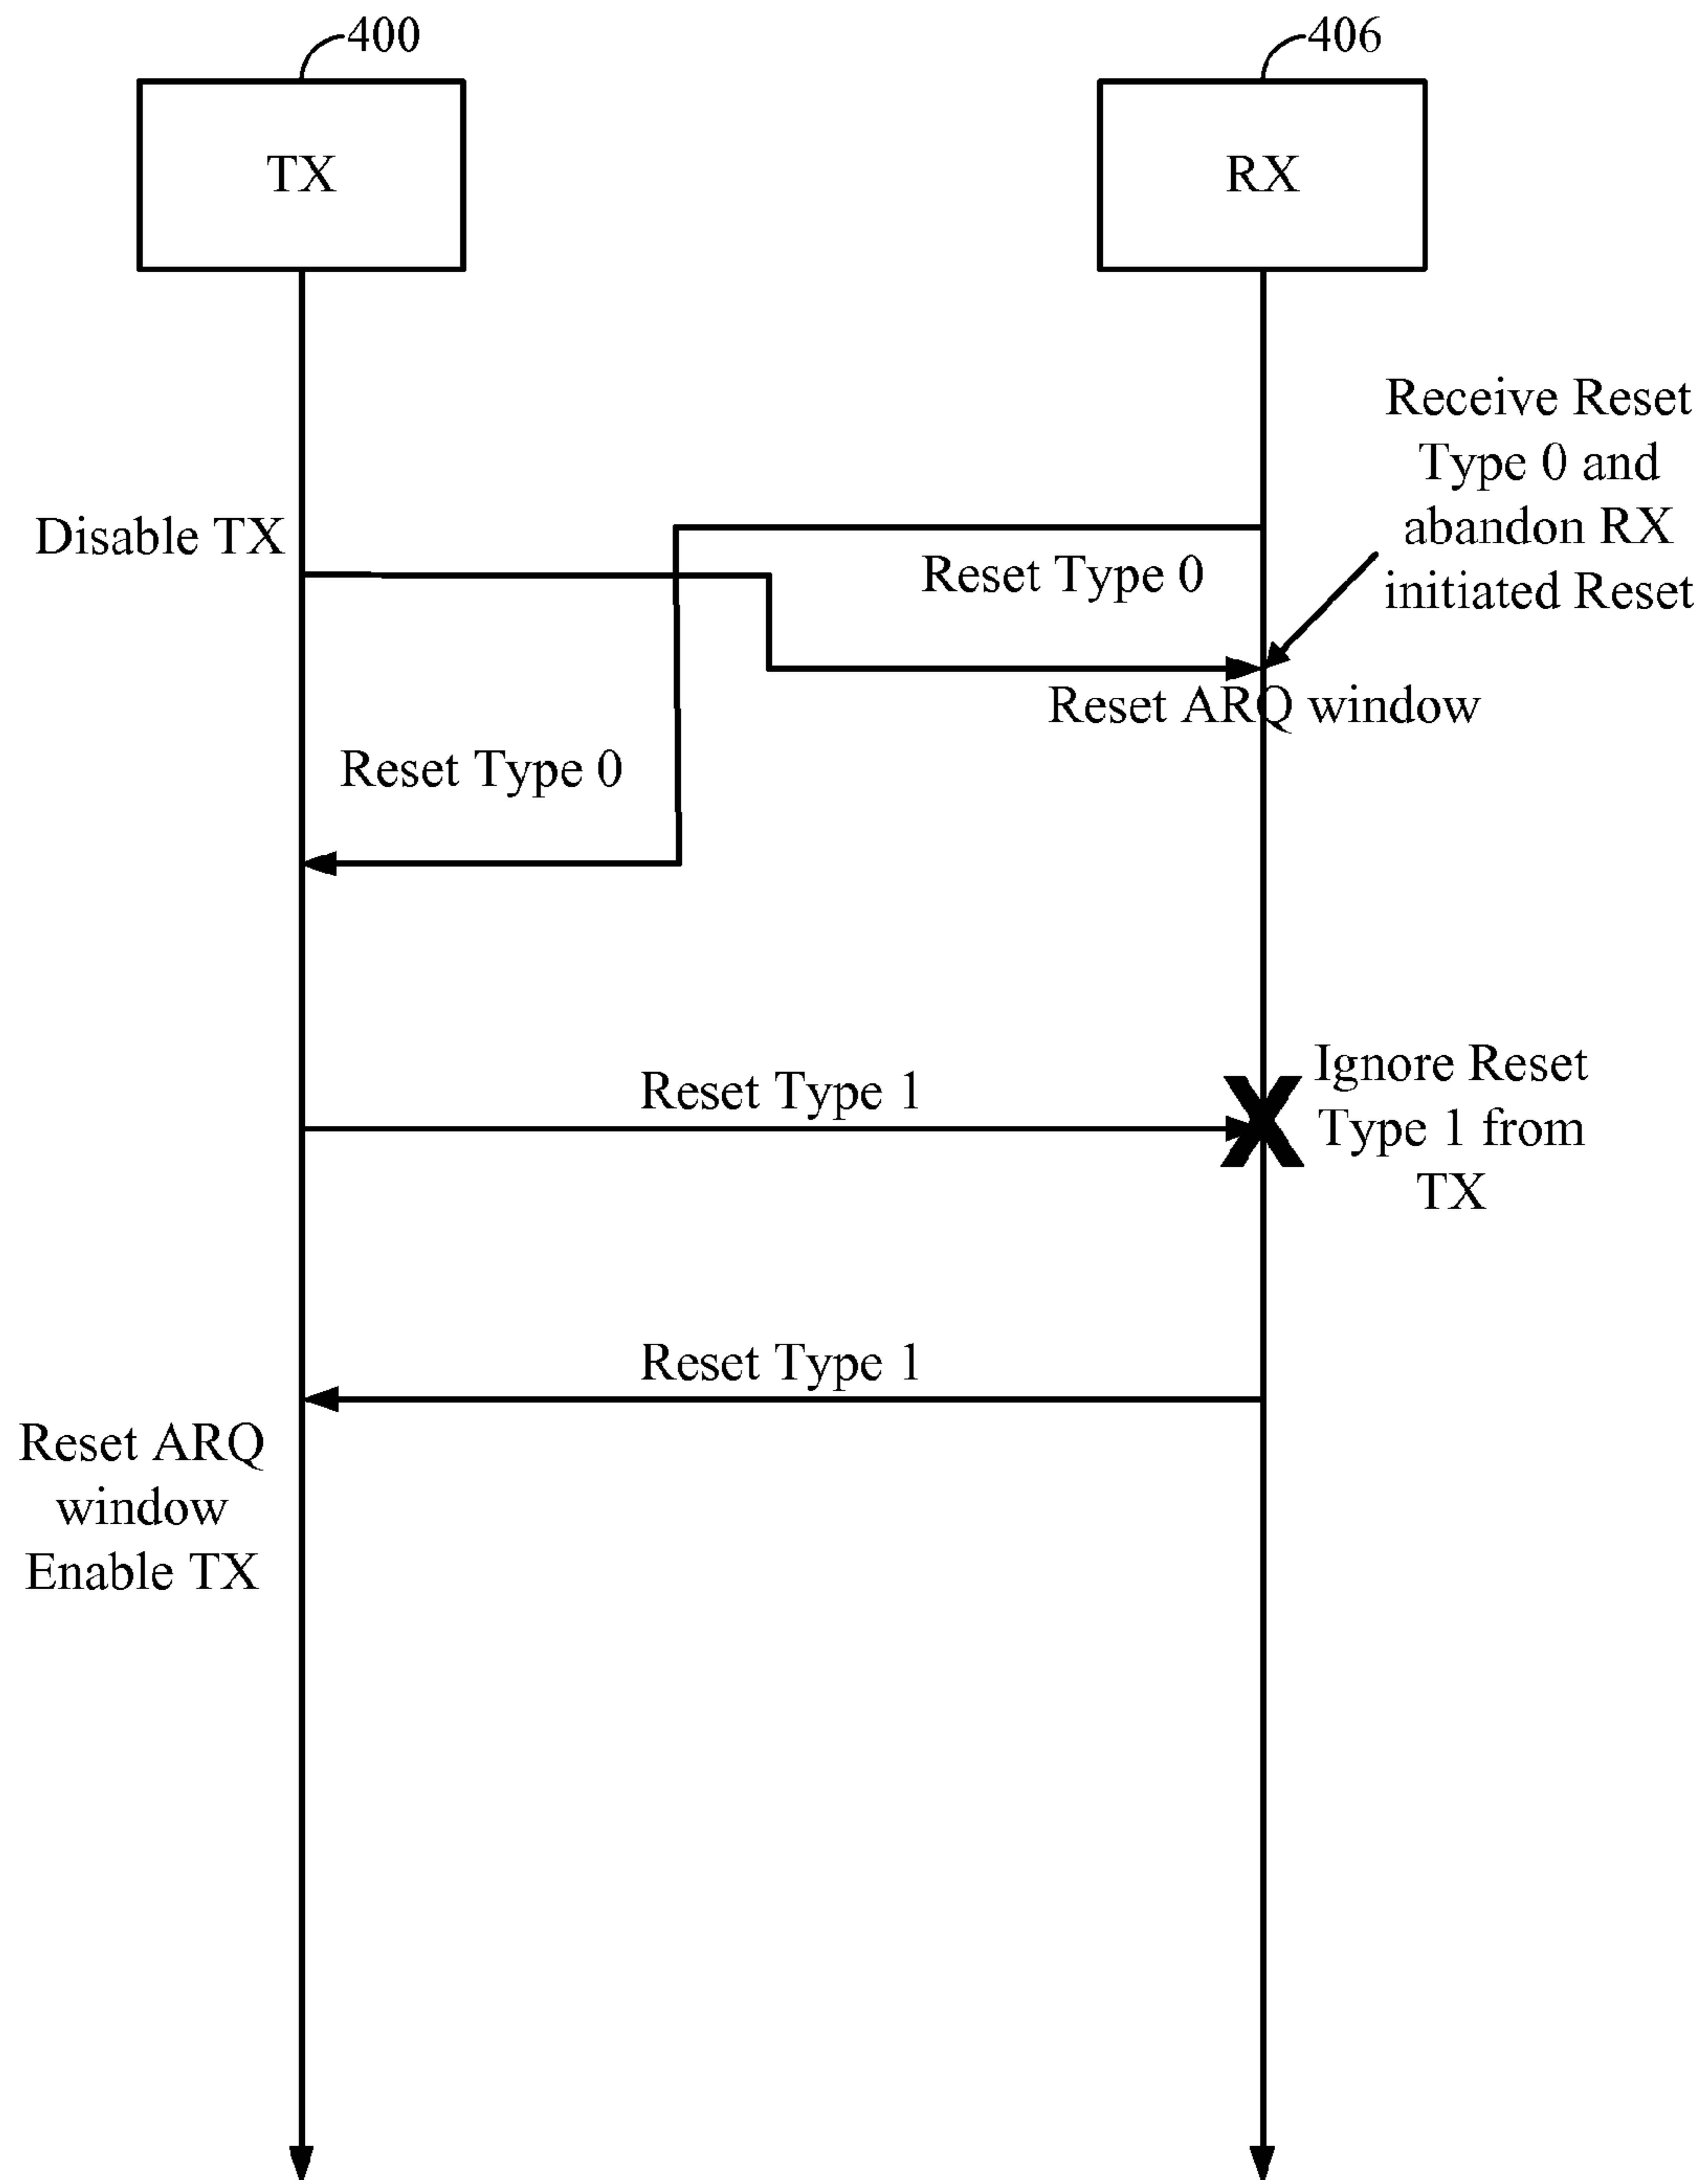 400
406
TX
RX
Receive Reset
Type 0 and
abandon RX
initiated Reset
Disable TX
Reset Type 0
Reset ARQ window
Reset Type 0
Ignore Reset
Type 1 from
TX
Reset Type 1
X
Reset Type 1
Reset ARQ
window
Enable TX